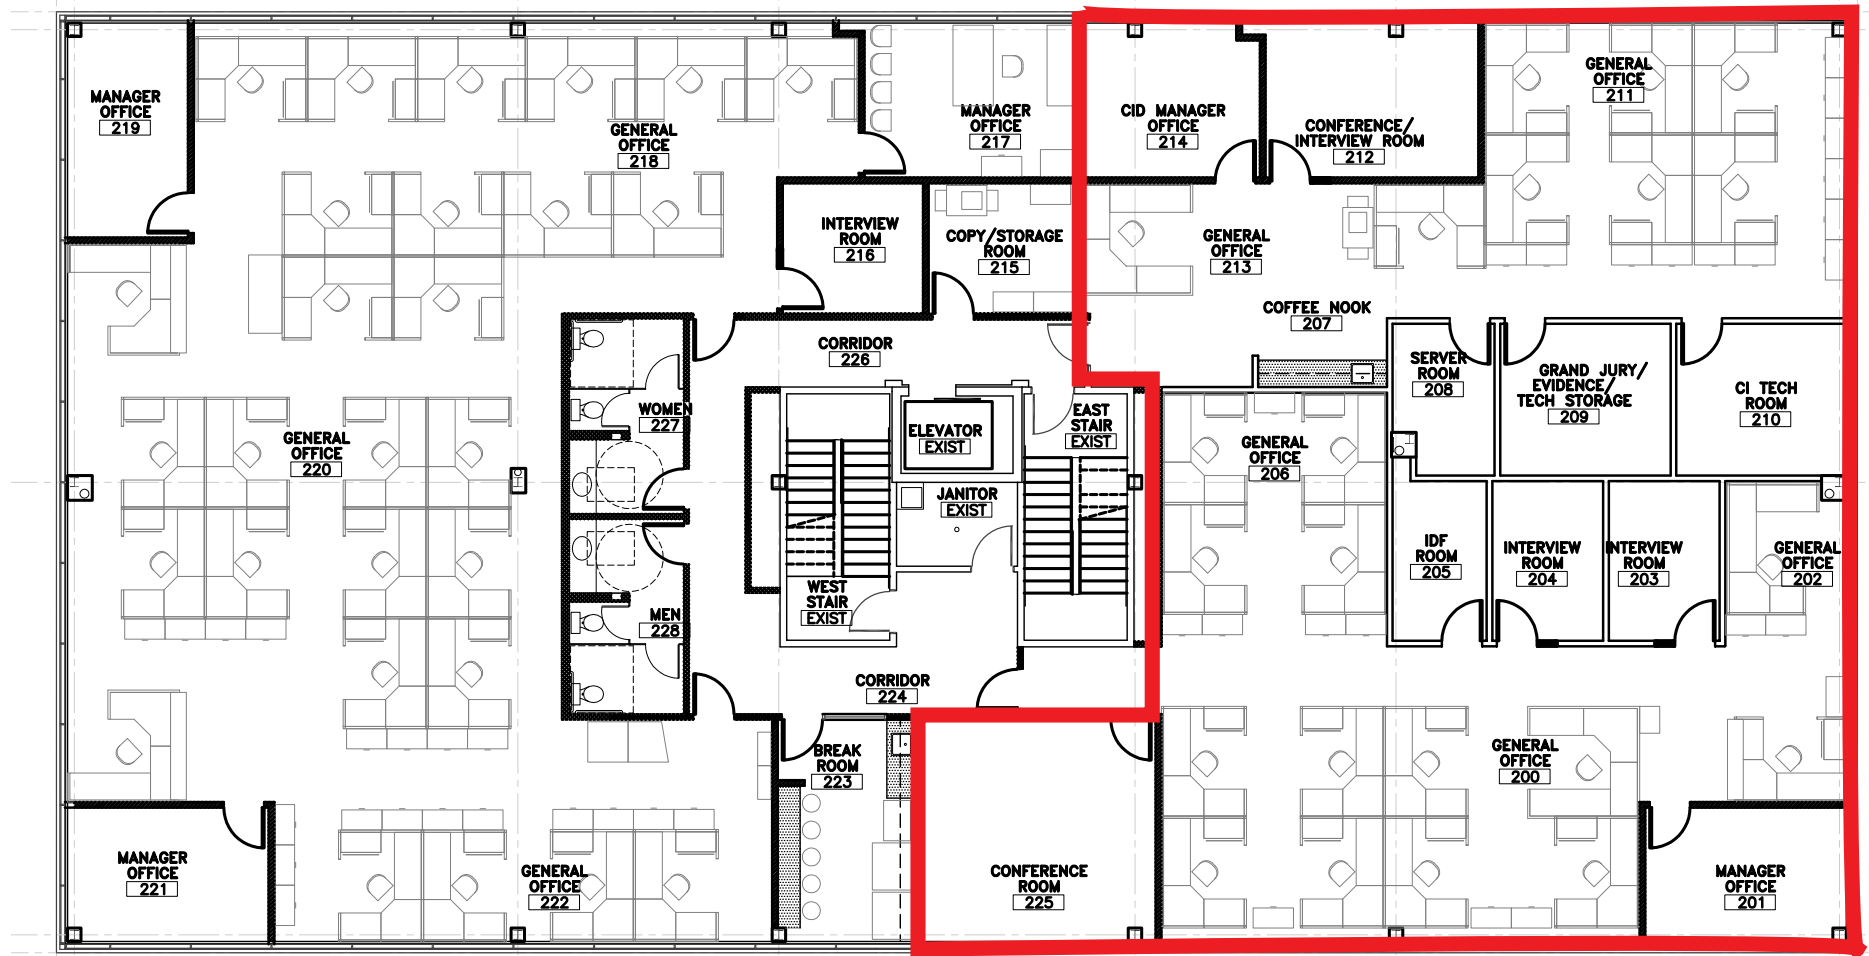 MANAGER
OFFICE
219
GENERAL
OFFICE
218
MANAGER
OFFICE
217
CID MANAGER
OFFICE
214
CONFERENCE/
INTERVIEW ROOM
212
GENERAL
OFFICE
211
INTERVIEW
ROOM
216
COPY/STORAGE
ROOM
215
GENERAL
OFFICE
213
COFFEE NOOK
207
CORRIDOR
226
SERVER
ROOM
208
GRAND JURY/
EVIDENCE/
TECH STORAGE
209
CI TECH
ROOM
210
GENERAL
OFFICE
220
WOMEN
227
ELEVATOR
EXIST
EAST
STAIR
EXIST
GENERAL
OFFICE
206
JANITOR
EXIST
IDF
ROOM
205
INTERVIEW
ROOM
204
INTERVIEW
ROOM
203
GENERAL
OFFICE
202
WEST
STAIR
EXIST
MEN
228
CORRIDOR
224
BREAK
ROOM
223
GENERAL
OFFICE
200
MANAGER
OFFICE
221
GENERAL
OFFICE
222
CONFERENCE
ROOM
225
MANAGER
OFFICE
201